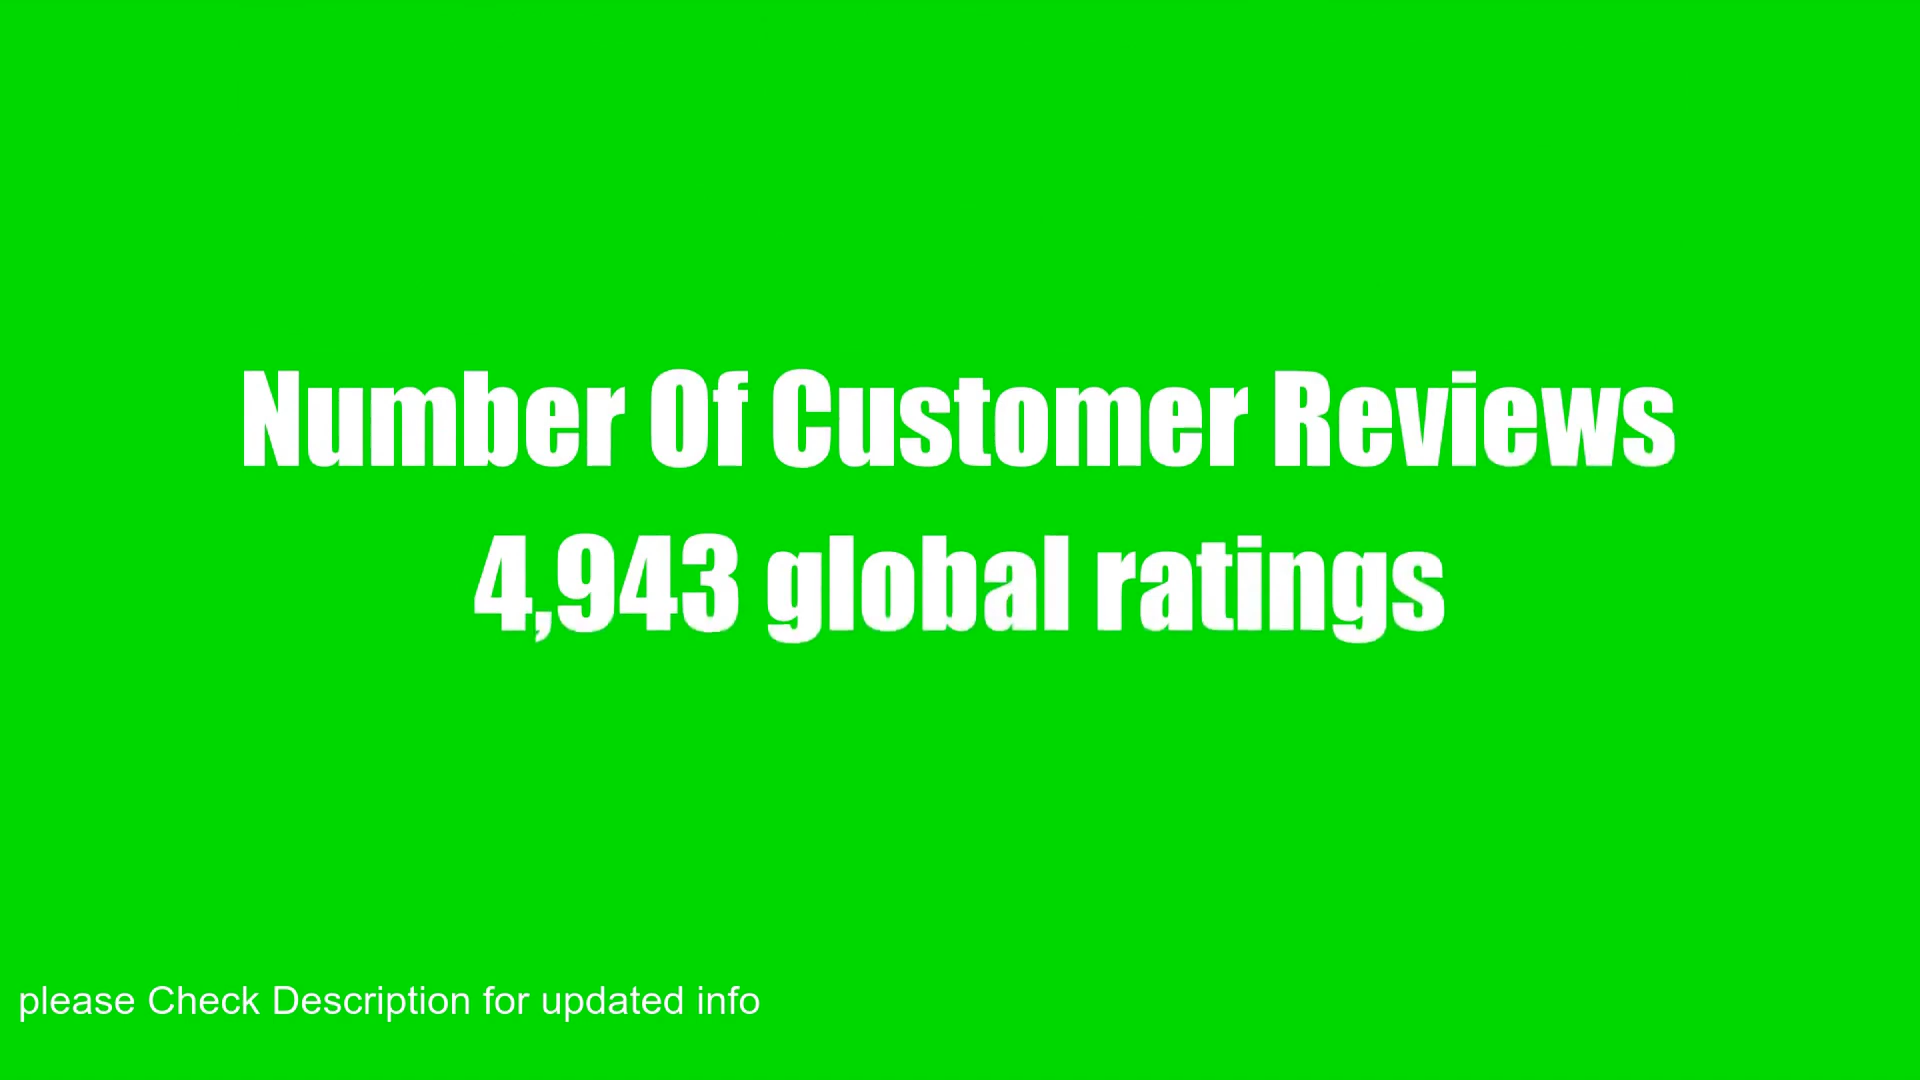 Number Of Customer Reviews
4,943 global ratings
please Check Description for updated info